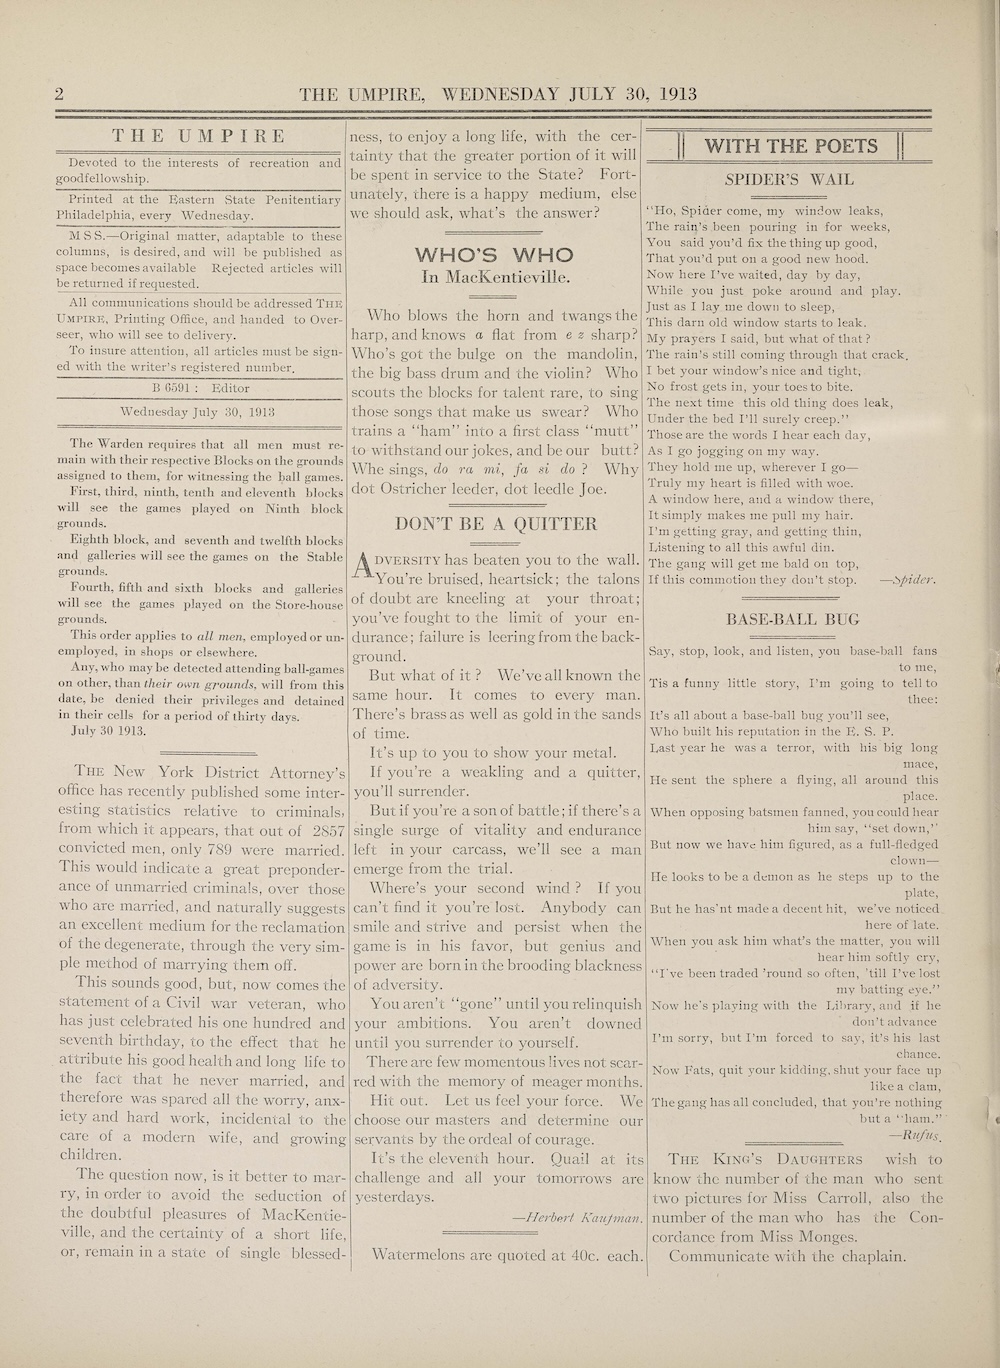 2
THE UMPIRE, WEDNESDAY JULY 30, 1913
THE UMPIRE
Devoted to the interests of recreation and
goodfellowship.
Printed at the Eastern State Penitentiary
Philadelphia, every Wednesday.
MSS.—Original matter, adaptable to these
columns, is desired, and will be published as
space becomes available Rejected articles will
be returned if requested.
All communications should be addressed THE
UMPIRE, Printing Office, and handed to Over-
seer, who will see to delivery.
To insure attention, all articles must be sign-
ed with the writer's registered number.
B 6591 : Editor
Wednesday July 30, 1913
The Warden requires that all men must re-
main with their respective Blocks on the grounds
assigned to them, for witnessing the ball games.
First, third, ninth, tenth and eleventh blocks
will see the games played on Ninth block
grounds.
Eighth block, and seventh and twelfth blocks
and galleries will see the games on the Stable
grounds.
Fourth, fifth and sixth blocks and galleries
will see the games played on the Store-house
grounds.
This order applies to all men, employed or un-
employed, in shops or elsewhere.
Any, who may be detected attending ball-games
on other, than their own grounds, will from this
date, be denied their privileges and detained
in their cells for a period of thirty days.
July 30 1913.
THE New York District Attorney's
office has recently published some inter-
esting statistics relative to criminals,
from which it appears, that out of 2857
convicted men, only 789 were married.
This would indicate a great preponder-
ance of unmarried criminals, over those
who are married, and naturally suggests
an excellent medium for the reclamation
of the degenerate, through the very sim-
ple method of marrying them off.
This sounds good, but, now comes the
statement of a Civil war veteran, who
has just celebrated his one hundred and
seventh birthday, to the effect that he
attribute his good health and long life to
the fact that he never married, and
therefore was spared all the worry, anx-
iety and hard work, incidental to the
care of a modern wife, and growing
children.
The question now, is it better to mar-
ry, in order to avoid the seduction of
the doubtful pleasures of MacKentie-
ville, and the certainty of a short life,
or, remain in a state of single blessed-
ness, to enjoy a long life, with the cer-
tainty that the greater portion of it will
be spent in service to the State? Fort-
unately, there is a happy medium, else
we should ask, what's the answer?
WHO'S WHO
In MacKentieville.
Who blows the horn and twangs the
harp, and knows a flat from e z sharp?
Who's got the bulge on the mandolin,
the big bass drum and the violin? Who
scouts the blocks for talent rare, to sing
those songs that make us swear? Who
trains a "ham" into a first class "mutt"
to withstand our jokes, and be our butt?
Whe sings, do ra mi, fa si do ? Why
dot Ostricher leeder, dot leedle Joe.
DON'T BE A QUITTER
ADVERSITY has beaten you to the wall.
You're bruised, heartsick; the talons
of doubt are kneeling at your throat;
you've fought to the limit of your en-
durance; failure is leering from the back-
ground.
But what of it ? We've all known the
same hour. It comes to every man.
There's brass as well as gold in the sands
of time.
It's up to you to show your metal.
If you're a weakling and a quitter,
you'll surrender.
But if you're a son of battle; if there's a
single surge of vitality and endurance
left in your carcass, we'll see a man
emerge from the trial.
Where's your second wind ? If you
can't find it you're lost. Anybody can
smile and strive and persist when the
game is in his favor, but genius and
power are born in the brooding blackness
of adversity.
You aren't "gone" until you relinquish
your ambitions. You aren't downed
until you surrender to yourself.
There are few momentous lives not scar-
red with the memory of meager months.
Hit out. Let us feel your force. We
choose our masters and determine our
servants by the ordeal of courage.
It's the eleventh hour. Quail at its
challenge and all your tomorrows are
yesterdays.
—Herbert Kaufman.
Watermelons are quoted at 40c. each.
WITH THE POETS
SPIDER'S WAIL
"Ho, Spider come, my window leaks,
The rain's been pouring in for weeks,
You said you'd fix the thing up good,
That you'd put on a good new hood.
Now here I've waited, day by day,
While you just poke around and play.
Just as I lay me down to sleep,
This darn old window starts to leak.
My prayers I said, but what of that ?
The rain's still coming through that crack.
I bet your window's nice and tight,
No frost gets in, your toes to bite.
The next time this old thing does leak,
Under the bed I'll surely creep."
Those are the words I hear each day,
As I go jogging on my way.
They hold me up, wherever I go—
Truly my heart is filled with woe.
A window here, and a window there,
It simply makes me pull my hair.
I'm getting gray, and getting thin,
Listening to all this awful din.
The gang will get me bald on top,
If this commotion they don't stop. —Spider.
BASE-BALL BUG
Say, stop, look, and listen, you base-ball fans
to me,
Tis a funny little story, I'm going to tell to
thee:
It's all about a base-ball bug you'll see,
Who built his reputation in the E. S. P.
Last year he was a terror, with his big long
mace,
He sent the sphere a flying, all around this
place.
When opposing batsmen fanned, you could hear
him say, "set down,"
But now we have him figured, as a full-fledged
clown—
He looks to be a demon as he steps up to the
plate,
But he has'nt made a decent hit, we've noticed
here of late.
When you ask him what's the matter, you will
hear him softly cry,
"I've been traded 'round so often, 'till I've lost
my batting eye."
Now he's playing with the Library, and if he
don't advance
I'm sorry, but I'm forced to say, it's his last
chance.
Now Fats, quit your kidding, shut your face up
like a clam,
The gang has all concluded, that you're nothing
but a "ham."
—Rufus.
THE KING'S DAUGHTERS wish to
know the number of the man who sent
two pictures for Miss Carroll, also the
number of the man who has the Con-
cordance from Miss Monges.
Communicate with the chaplain.